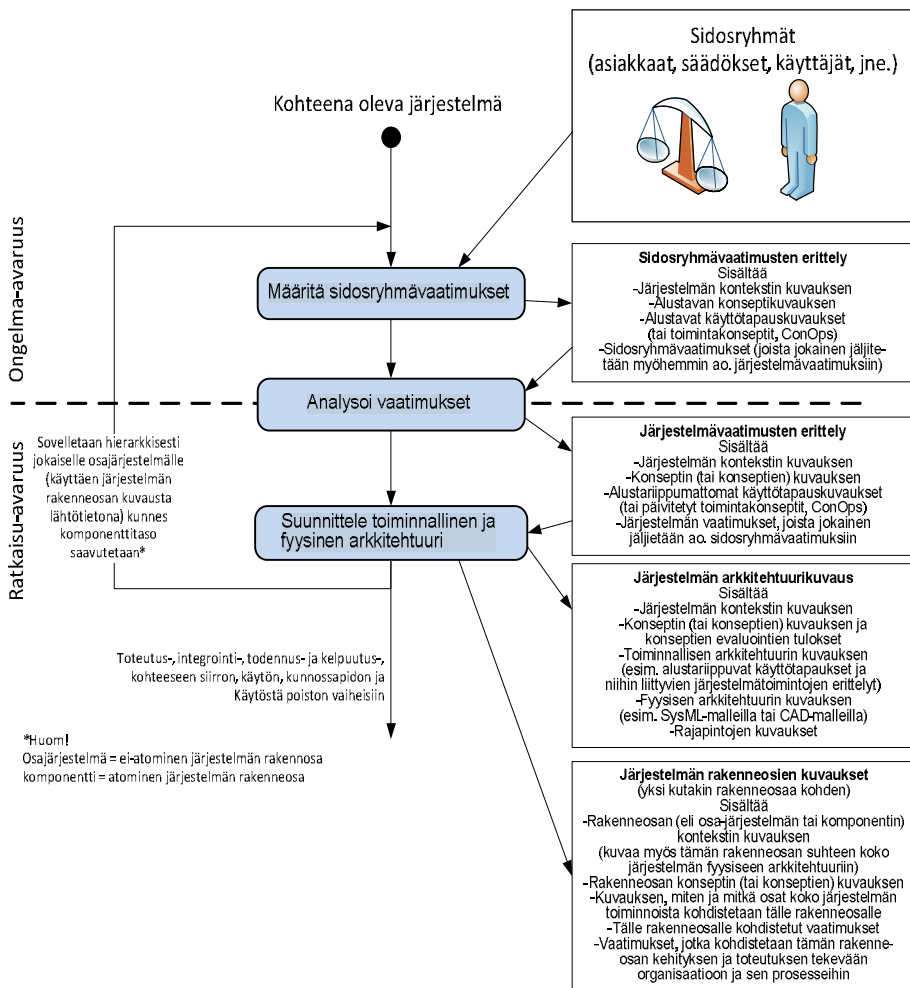 Sidosryhmät
(asiakkaat, säädökset, käyttäjät, jne.)
Kohteena oleva järjestelmä
Ongelma-avaruus
Määritä sidosryhmävaatimukset
Sidosryhmävaatimusten erittely
Sisältää
-Järjestelmän kontekstin kuvauksen
-Alustavan konseptikuvauksen
-Alustavat käyttötapauskuvaukset
(tai toimintakonseptit, ConOps)
-Sidosryhmävaatimukset (joista jokainen jäljite-
tään myöhemmin ao. järjestelmävaatimuksiin)
Analysoi vaatimukset
Ratkaisu-avaruus
Sovelletaan hierarkkisesti
jokaiselle osajärjestelmälle
(käyttäen järjestelmän
rakenneosan kuvausta
lähtötietona) kunnes
komponenttitaso
saavutetaan*
Järjestelmävaatimusten erittely
Sisältää
-Järjestelmän kontekstin kuvauksen
-Konseptin (tai konseptien) kuvauksen
-Alustariippumattomat käyttötapauskuvaukset
(tai päivitetyt toimintakonseptit, ConOps)
-Järjestelmän vaatimukset, joista jokainen
jäljietään ao. sidosryhmävaatimuksiin
Suunnittele toiminnallinen ja
fyysinen arkkitehtuuri
Järjestelmän arkkitehtuurikuvaus
Sisältää
-Järjestelmän kontekstin kuvauksen
-Konseptin (tai konseptien) kuvauksen ja
konseptien evaluointien tulokset
-Toiminnallisen arkkitehtuurin kuvauksen
(esim. alustariippuvat käyttötapaukset ja
niihin liittyvien järjestelmätoimintojen erittelyt)
-Fyysisen arkkitehtuurin kuvauksen
(esim. SysML-malleilla tai CAD-malleilla)
-Rajapintojen kuvaukset
Toteutus-, integrointi-, todennus- ja kelpuutus-,
kohteeseen siirron, käytön, kunnossapidon ja
Käytöstä poiston vaiheisiin
*Huom!
Osajärjestelmä = ei-atominen järjestelmän rakennosa
komponentti = atominen järjestelmän rakenneosa
Järjestelmän rakenneosien kuvaukset
(yksi kutakin rakenneosaa kohden)
Sisältää
-Rakenneosan (eli osa-järjestelmän tai komponentin)
kontekstin kuvauksen
(kuvaa myös tämän rakenneosan suhteen koko
järjestelmän fyysiseen arkkitehtuuriin)
-Rakenneosan konseptin (tai konseptien) kuvauksen
-Kuvauksen, miten ja mitkä osat koko järjestelmän
toiminnoista kohdistetaan tälle rakenneosalle
-Tälle rakenneosalle kohdistetut vaatimukset
-Vaatimukset, jotka kohdistetaan tämän rakenne-
osan kehityksen ja toteutuksen tekevään
organisaatioon ja sen prosesseihin